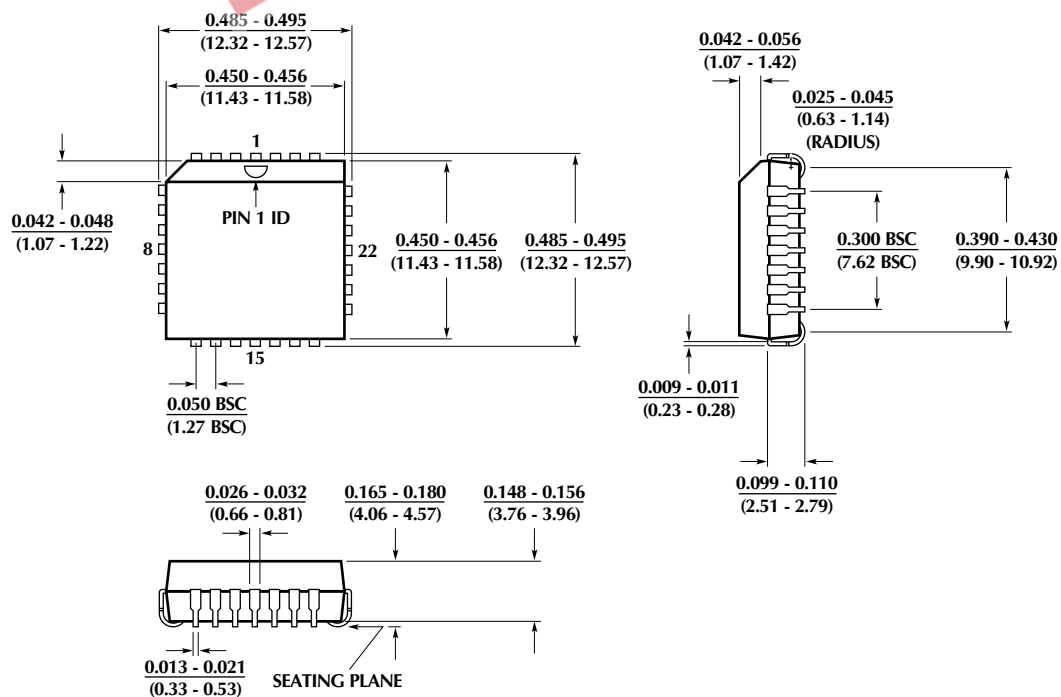 0.485 - 0.495
(12.32 - 12.57)
0.450 - 0.456
(11.43 - 11.58)
1
0.042 - 0.048
(1.07 - 1.22)
PIN 1 ID
8
22
0.450 - 0.456
(11.43 - 11.58)
0.485 - 0.495
(12.32 - 12.57)
15
0.050 BSC
(1.27 BSC)
0.042 - 0.056
(1.07 - 1.42)
0.025 - 0.045
(0.63 - 1.14)
(RADIUS)
0.300 BSC
(7.62 BSC)
0.390 - 0.430
(9.90 - 10.92)
0.009 - 0.011
(0.23 - 0.28)
0.099 - 0.110
(2.51 - 2.79)
0.026 - 0.032
(0.66 - 0.81)
0.165 - 0.180
(4.06 - 4.57)
0.148 - 0.156
(3.76 - 3.96)
0.013 - 0.021
(0.33 - 0.53)
SEATING PLANE